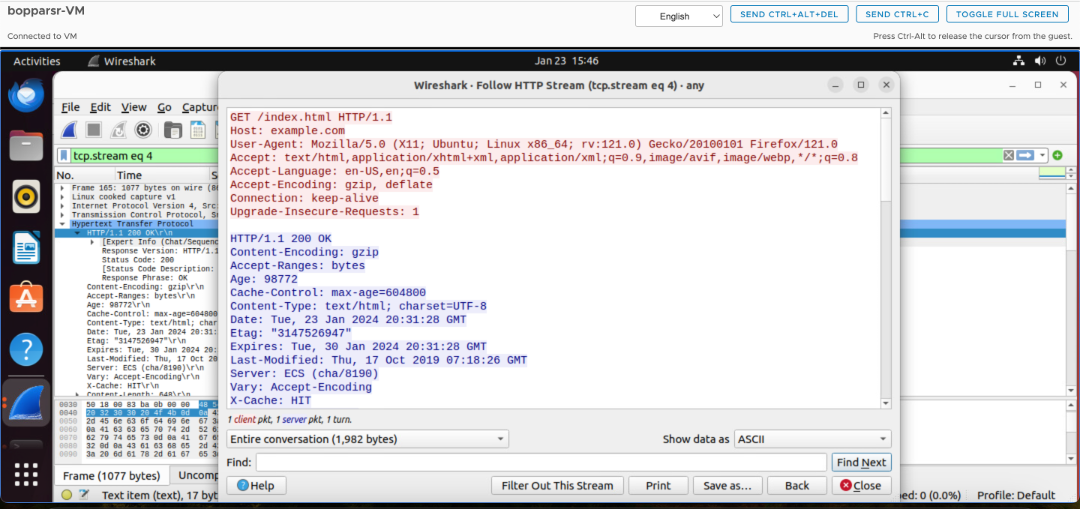 bopparsr-VM
English
SEND CTRL+ALT+DEL
SEND CTRL+C
TOGGLE FULL SCREEN
Connected to VM
Press Ctrl-Alt to release the cursor from the guest.
Activities
Wireshark
Jan 23 15:46
Wireshark · Follow HTTP Stream (tcp.stream eq 4) · any
File Edit View Go Captur
tcp.stream eq 4
No. Time S
Frame 165: 1077 bytes on wire (8
Linux cooked capture v1
Internet Protocol Version 4, Src:
Transmission Control Protocol, S
Hypertext Transfer Protocol
HTTP/1.1 200 OK\r\n
[Expert Info (Chat/Sequenc
Response Version: HTTP/1.1
Status Code: 200
[Status Code Description:
Response Phrase: OK
Content-Encoding: gzip\r\n
Accept-Ranges: bytes\r\n
Age: 98772\r\n
Cache-Control: max-age=604800
Content-Type: text/html; char
Date: Tue, 23 Jan 2024 20:31:
Etag: "3147526947"\r\n
Expires: Tue, 30 Jan 2024 20:
Last-Modified: Thu, 17 Oct 20
Server: ECS (cha/8190)\r\n
Vary: Accept-Encoding\r\n
X-Cache: HIT\r\n
Content-Length: 648\r\n
0030 50 18 00 83 ba 0b 00 00 48 5
0040 20 32 30 30 20 4f 4b 0d 0a 4
0050 2d 45 6e 63 6f 64 69 6e 67 3
0060 0a 41 63 63 65 70 74 2d 52 6
0070 62 79 74 65 73 0d 0a 41 67 6
0080 32 0d 0a 43 61 63 68 65 2d 4
0090 3a 20 6d 61 78 2d 61 67 65 3
Frame (1077 bytes)
Uncomp
Text item (text), 17 byt
GET /index.html HTTP/1.1
Host: example.com
User-Agent: Mozilla/5.0 (X11; Ubuntu; Linux x86_64; rv:121.0) Gecko/20100101 Firefox/121.0
Accept: text/html,application/xhtml+xml,application/xml;q=0.9,image/avif,image/webp,*/*;q=0.8
Accept-Language: en-US,en;q=0.5
Accept-Encoding: gzip, deflate
Connection: keep-alive
Upgrade-Insecure-Requests: 1
HTTP/1.1 200 OK
Content-Encoding: gzip
Accept-Ranges: bytes
Age: 98772
Cache-Control: max-age=604800
Content-Type: text/html; charset=UTF-8
Date: Tue, 23 Jan 2024 20:31:28 GMT
Etag: "3147526947"
Expires: Tue, 30 Jan 2024 20:31:28 GMT
Last-Modified: Thu, 17 Oct 2019 07:18:26 GMT
Server: ECS (cha/8190)
Vary: Accept-Encoding
X-Cache: HIT
1 client pkt, 1 server pkt, 1 turn.
Entire conversation (1,982 bytes)
Show data as ASCII
Find:
Find Next
Help
Filter Out This Stream
Print
Save as…
Back
Close
ped: 0 (0.0%)
Profile: Default